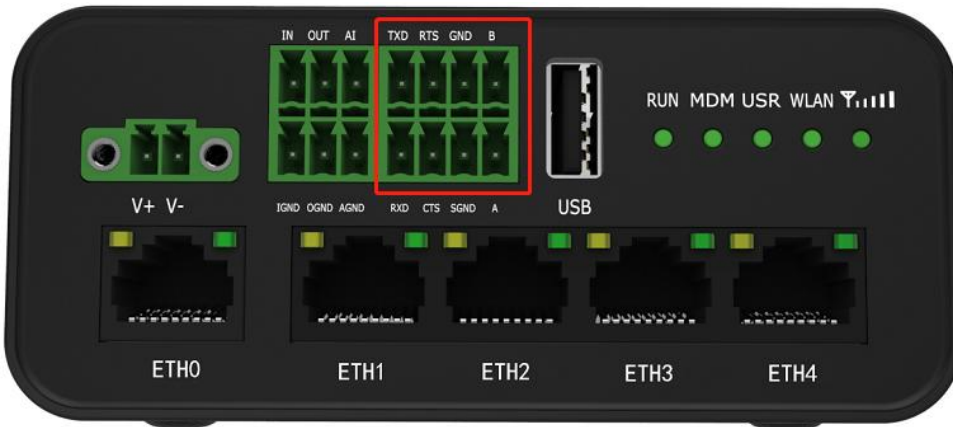 IN OUT AI TXD RTS GND B
RUN MDM USR WLAN
V+ V-
IGND OGND AGND RXD CTS SGND A
USB
ETH0 ETH1 ETH2 ETH3 ETH4